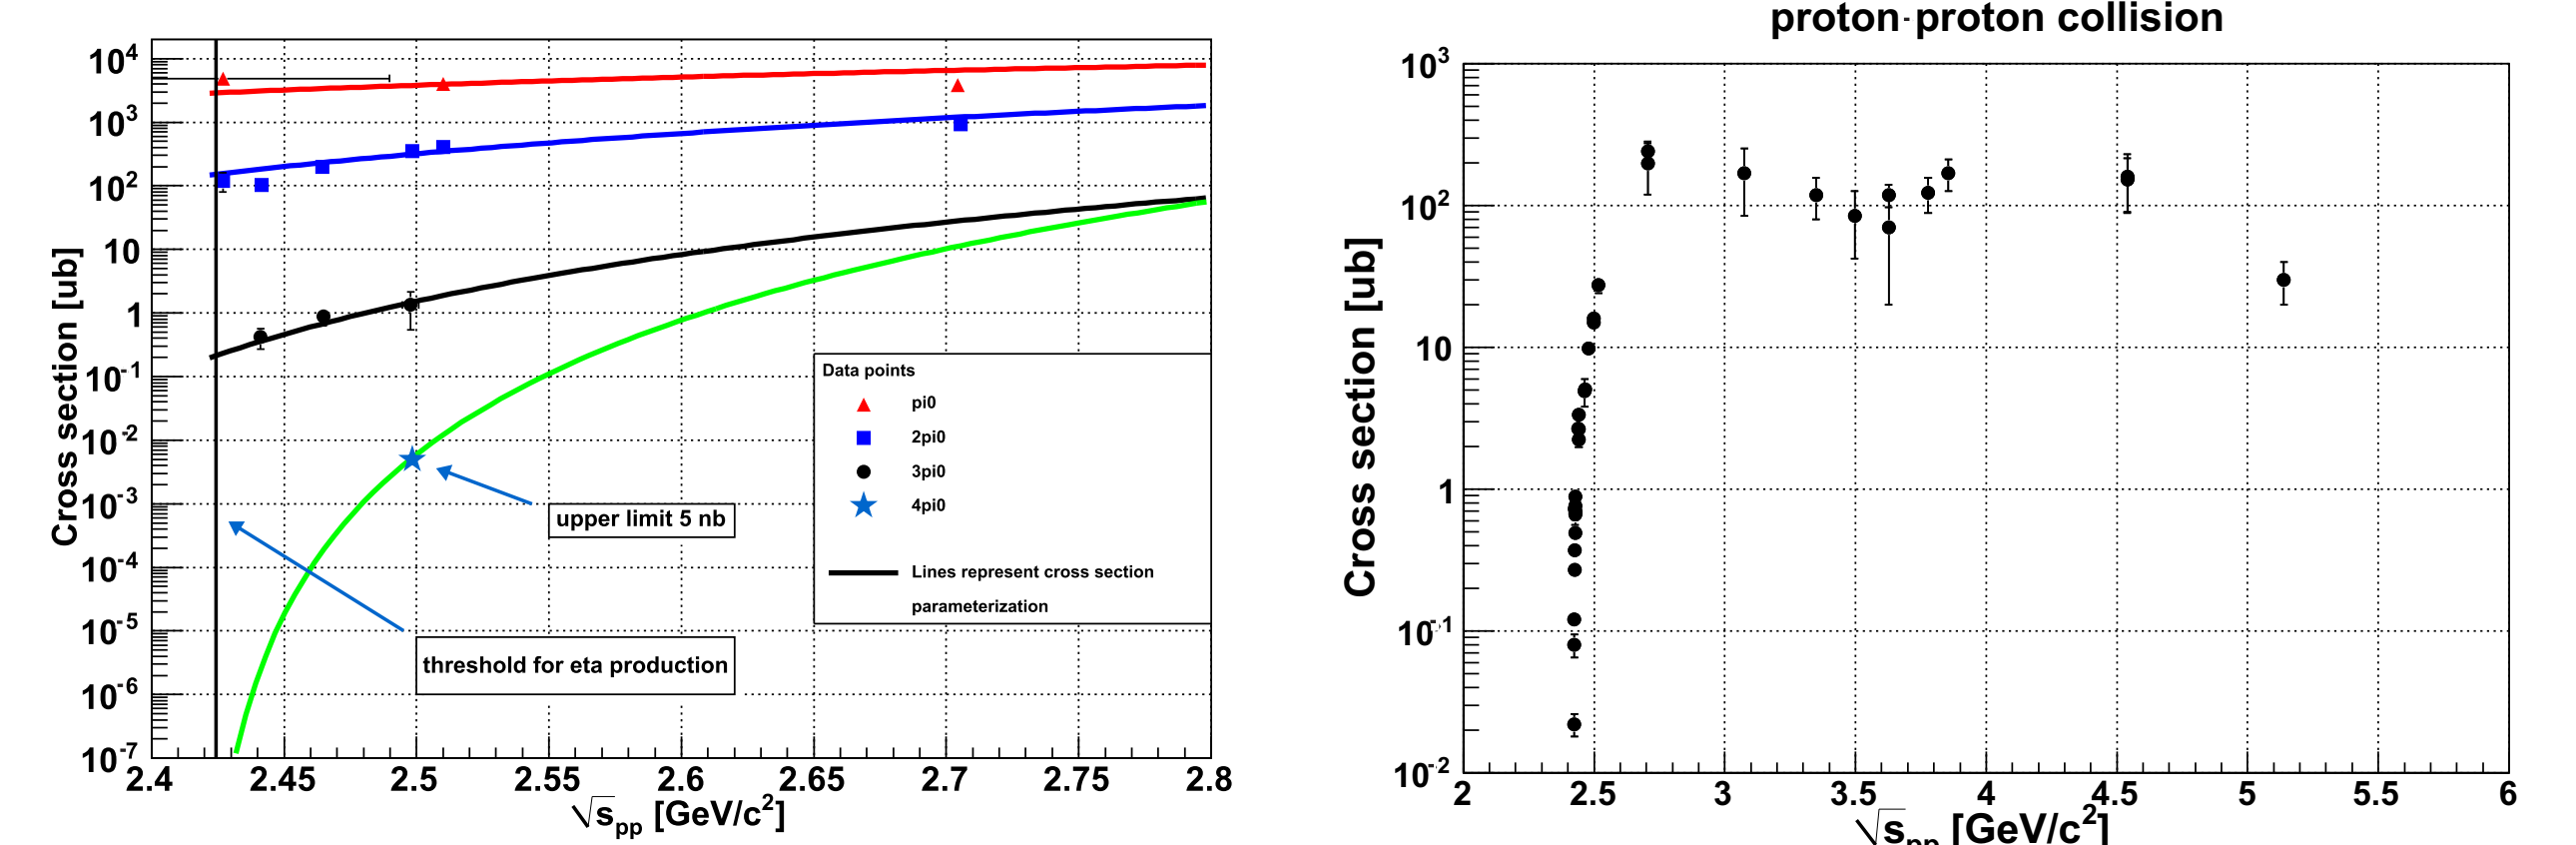 10^4
10^3
10^2
10
1
10^-1
10^-2
10^-3
10^-4
10^-5
10^-6
10^-7
Cross section [ub]
2.4 2.45 2.5 2.55 2.6 2.65 2.7 2.75 2.8
√s_pp [GeV/c^2]
Data points
pi0
2pi0
3pi0
4pi0
Lines represent cross section
parameterization
upper limit 5 nb
threshold for eta production
proton-proton collision
10^3
10^2
10
1
10^-1
10^-2
Cross section [ub]
2 2.5 3 3.5 4 4.5 5 5.5 6
√s_pp [GeV/c^2]